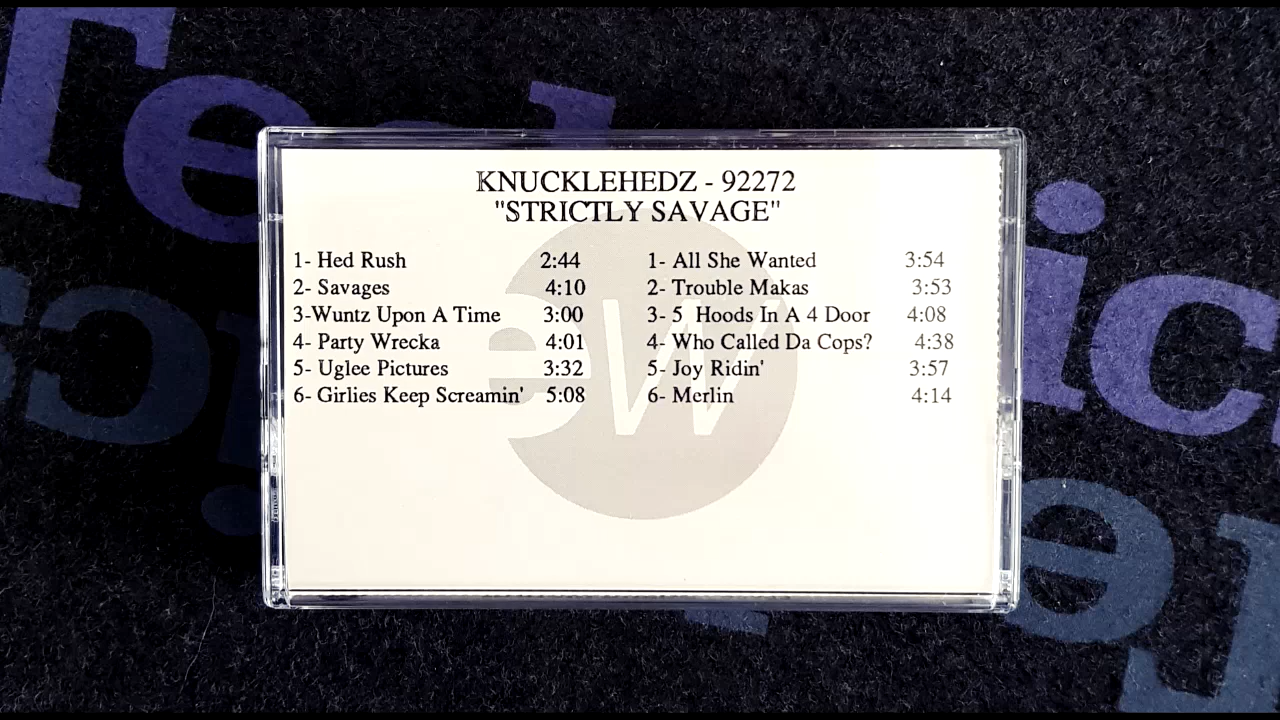 KNUCKLEHEDZ - 92272
"STRICTLY SAVAGE"
1- Hed Rush 2:44
2- Savages 4:10
3-Wuntz Upon A Time 3:00
4- Party Wrecka 4:01
5- Uglee Pictures 3:32
6- Girlies Keep Screamin' 5:08
1- All She Wanted 3:54
2- Trouble Makas 3:53
3- 5 Hoods In A 4 Door 4:08
4- Who Called Da Cops? 4:38
5- Joy Ridin' 3:57
6- Merlin 4:14
ew